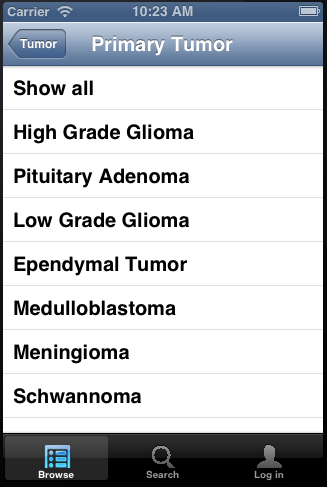 Carrier 10:23 AM
Tumor Primary Tumor
Show all
High Grade Glioma
Pituitary Adenoma
Low Grade Glioma
Ependymal Tumor
Medulloblastoma
Meningioma
Schwannoma
Browse Search Log in